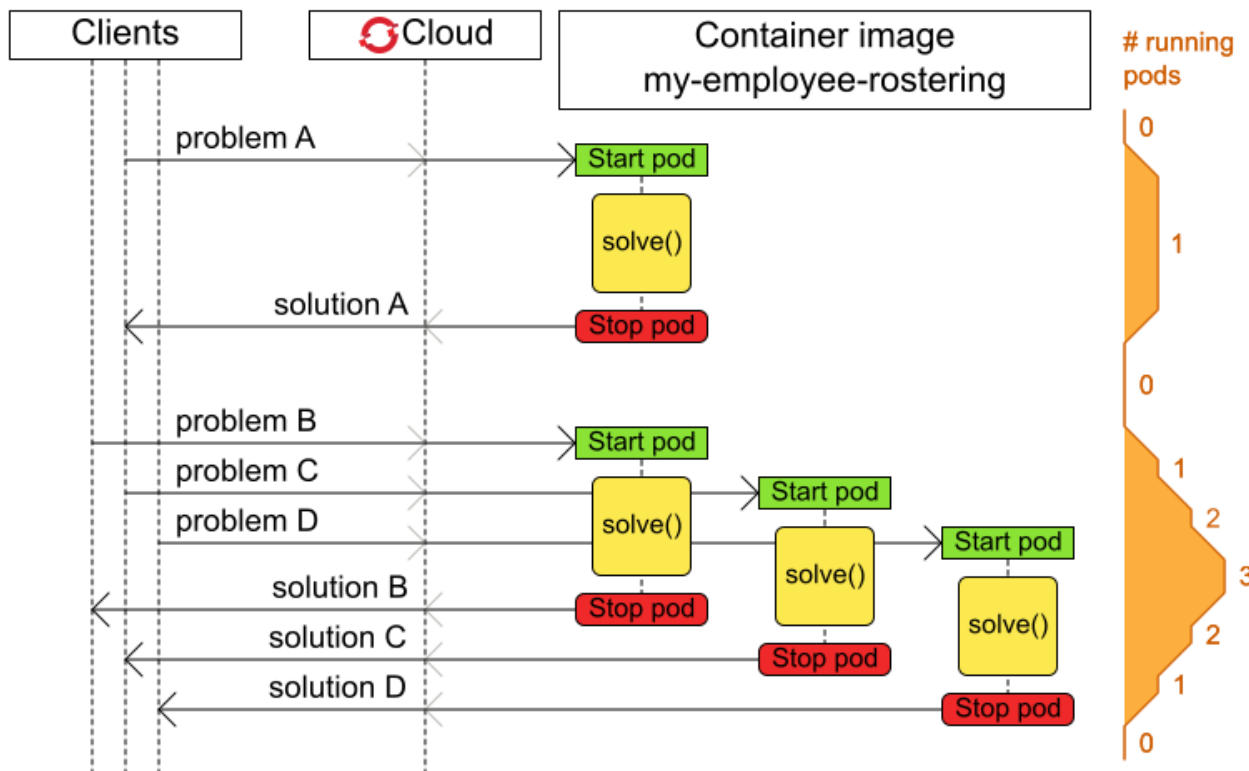 Clients
Cloud
Container image
my-employee-rostering
# running
pods
0
problem A
Start pod
solve()
1
solution A
Stop pod
0
problem B
Start pod
problem C
Start pod
1
problem D
solve()
2
Start pod
solve()
3
solution B
Stop pod
solve()
2
solution C
Stop pod
1
solution D
Stop pod
0